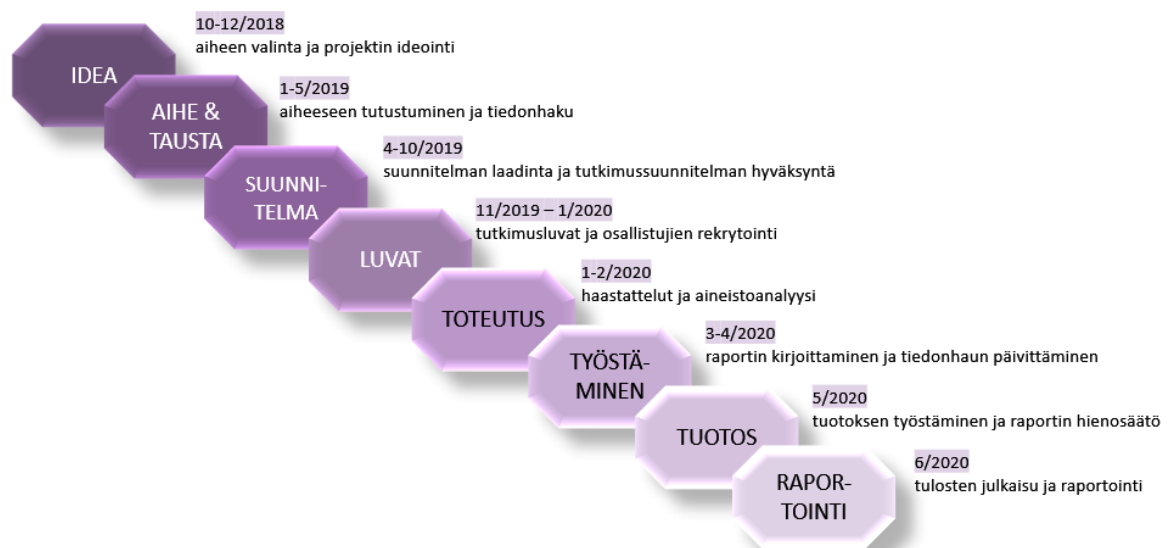 10-12/2018
aiheen valinta ja projektin ideointi
IDEA
1-5/2019
aiheeseen tutustuminen ja tiedonhaku
AIHE &
TAUSTA
4-10/2019
suunnitelman laadinta ja tutkimussuunnitelman hyväksyntä
SUUNNI-
TELMA
11/2019 – 1/2020
tutkimusluvat ja osallistujien rekrytointi
LUVAT
1-2/2020
haastattelut ja aineistoanalyysi
TOTEUTUS
3-4/2020
raportin kirjoittaminen ja tiedonhaun päivittäminen
TYÖSTÄ-
MINEN
5/2020
tuotoksen työstäminen ja raportin hienosäätö
TUOTOS
6/2020
tulosten julkaisu ja raportointi
RAPOR-
TOINTI